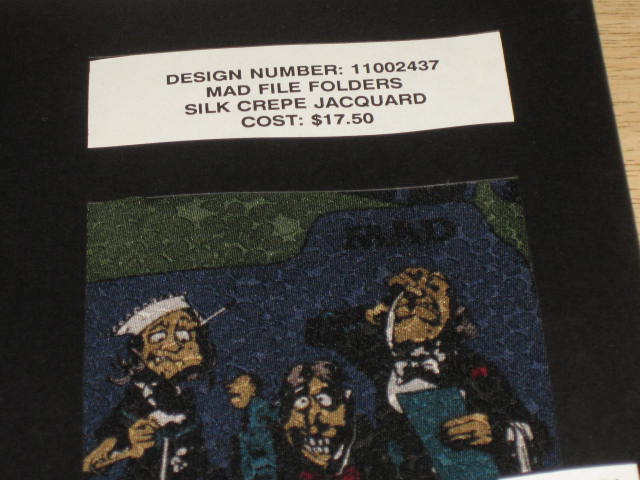 DESIGN NUMBER: 11002437
MAD FILE FOLDERS
SILK CREPE JACQUARD
COST: $17.50
MAD